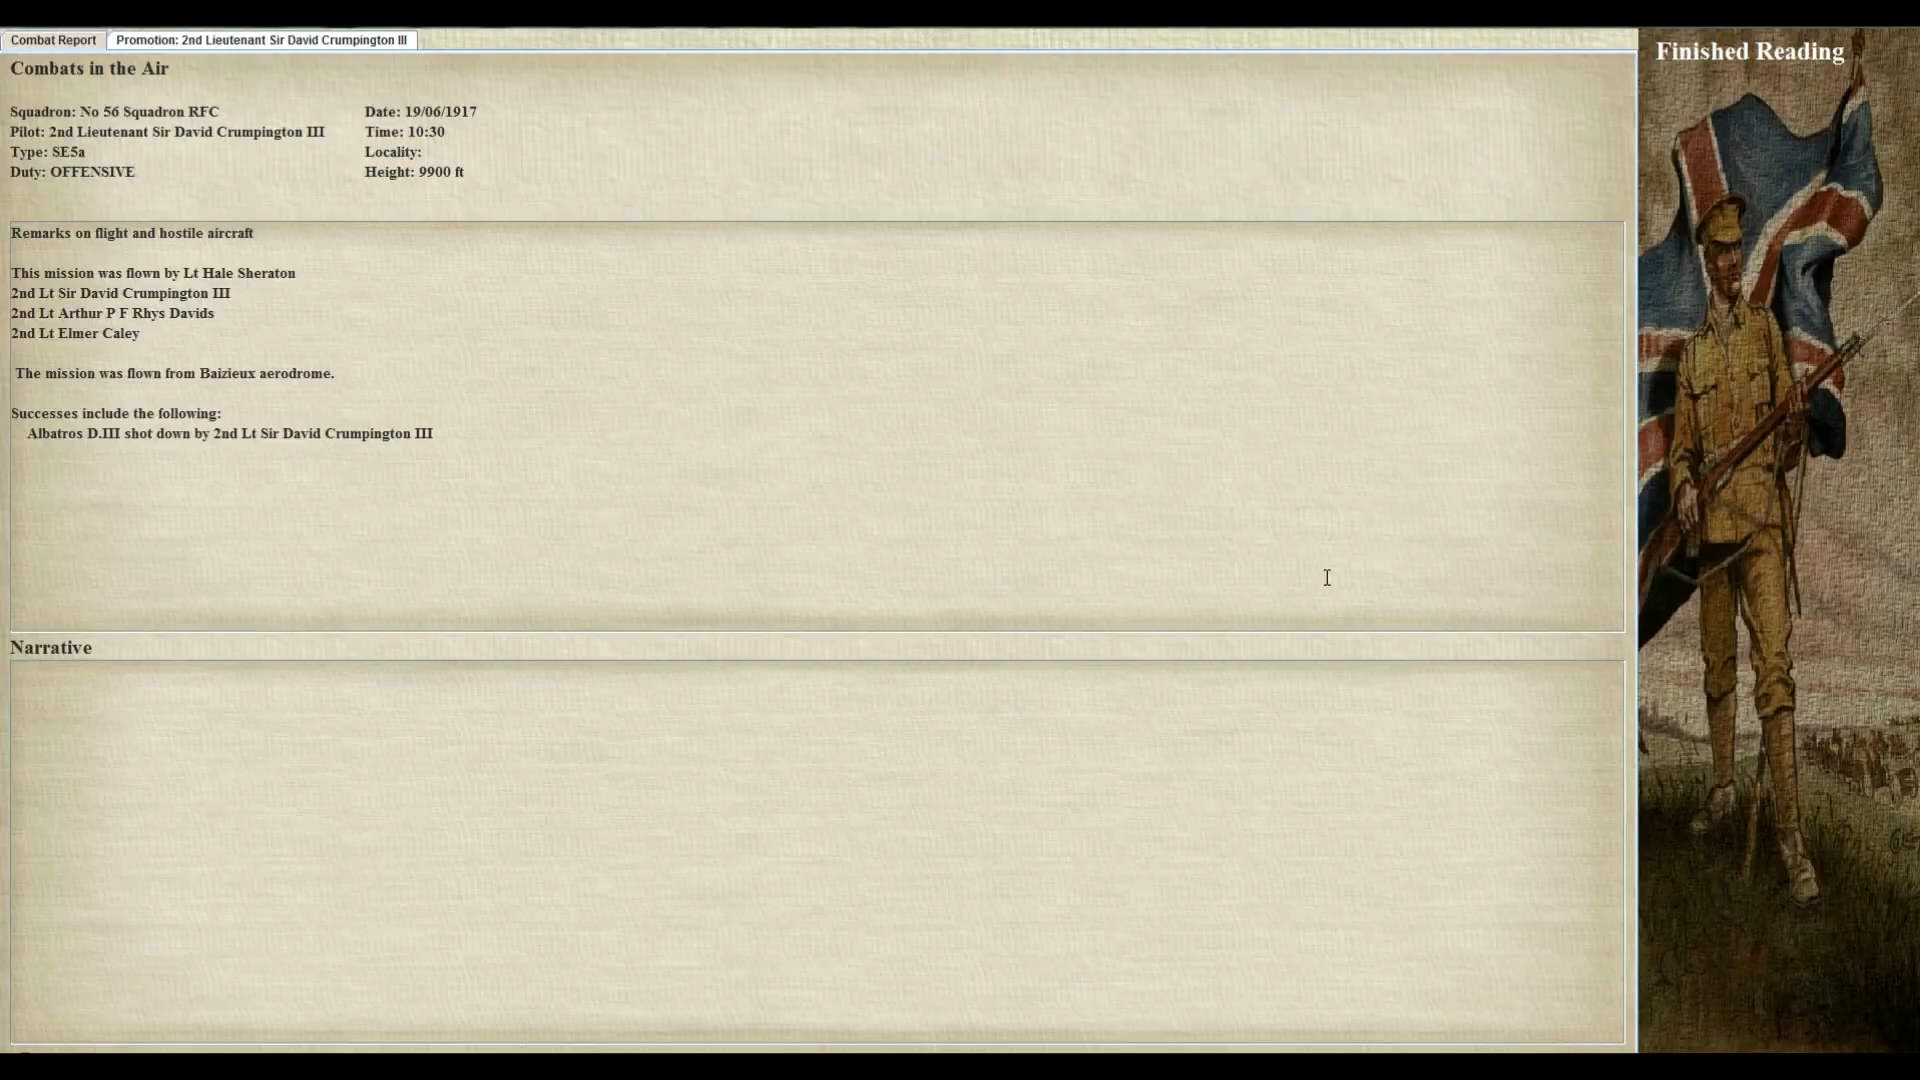 Combat Report
Promotion: 2nd Lieutenant Sir David Crumpington III
Finished Reading
Combats in the Air
Squadron: No 56 Squadron RFC
Date: 19/06/1917
Pilot: 2nd Lieutenant Sir David Crumpington III
Time: 10:30
Type: SE5a
Locality:
Duty: OFFENSIVE
Height: 9900 ft
Remarks on flight and hostile aircraft
This mission was flown by Lt Hale Sheraton
2nd Lt Sir David Crumpington III
2nd Lt Arthur P F Rhys Davids
2nd Lt Elmer Caley
The mission was flown from Baizieux aerodrome.
Successes include the following:
Albatros D.III shot down by 2nd Lt Sir David Crumpington III
Narrative